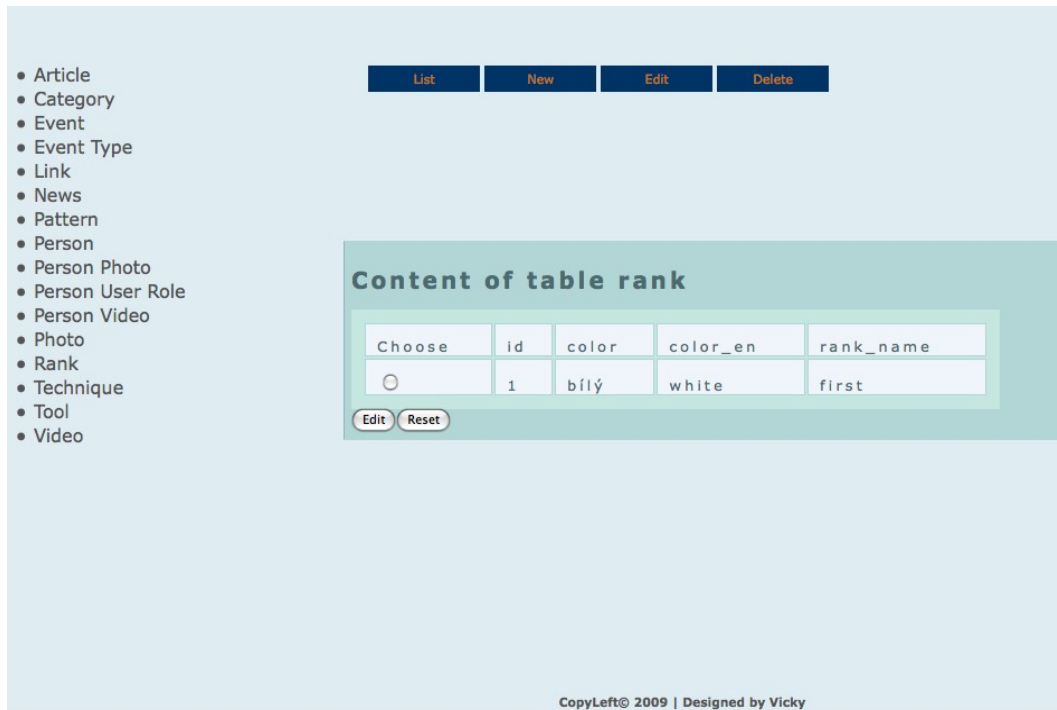 Article
Category
Event
Event Type
Link
News
Pattern
Person
Person Photo
Person User Role
Person Video
Photo
Rank
Technique
Tool
Video
List New Edit Delete
Content of table rank
Choose id color color_en rank_name
1 bílý white first
Edit Reset
CopyLeft© 2009 | Designed by Vicky